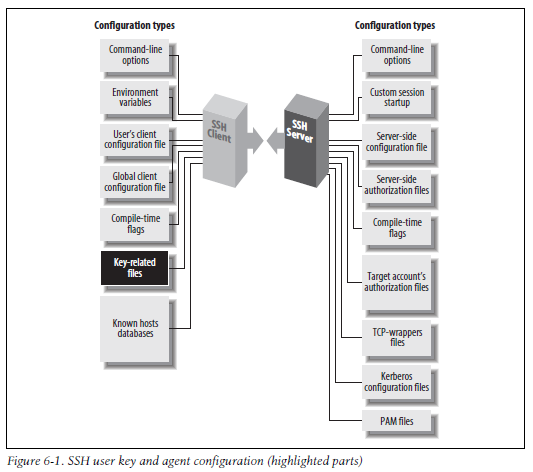 Configuration types
Command-line
options
Environment
variables
User's client
configuration file
Global client
configuration file
Compile-time
flags
Key-related
files
Known hosts
databases
SSH
Client
SSH
Server
Configuration types
Command-line
options
Custom session
startup
Server-side
configuration file
Server-side
authorization files
Compile-time
flags
Target account's
authorization files
TCP-wrappers
files
Kerberos
configuration files
PAM files
Figure 6-1. SSH user key and agent configuration (highlighted parts)